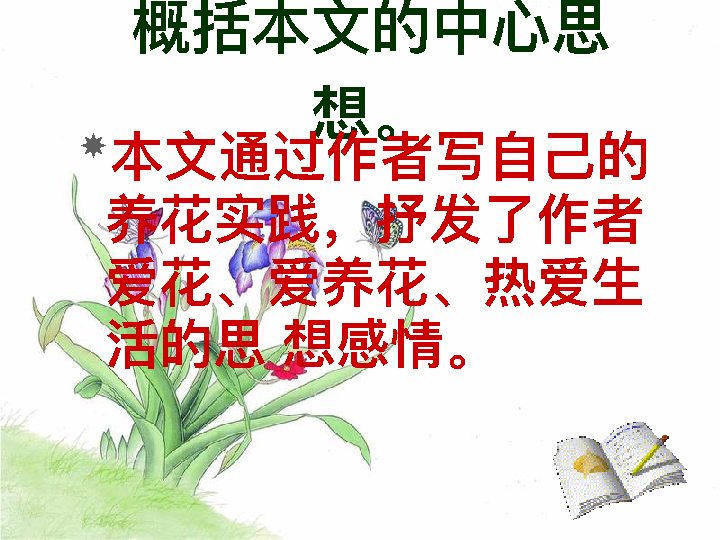 概括本文的中心思
想。
本文通过作者写自己的
养花实践，抒发了作者
爱花、爱养花、热爱生
活的思 想感情。